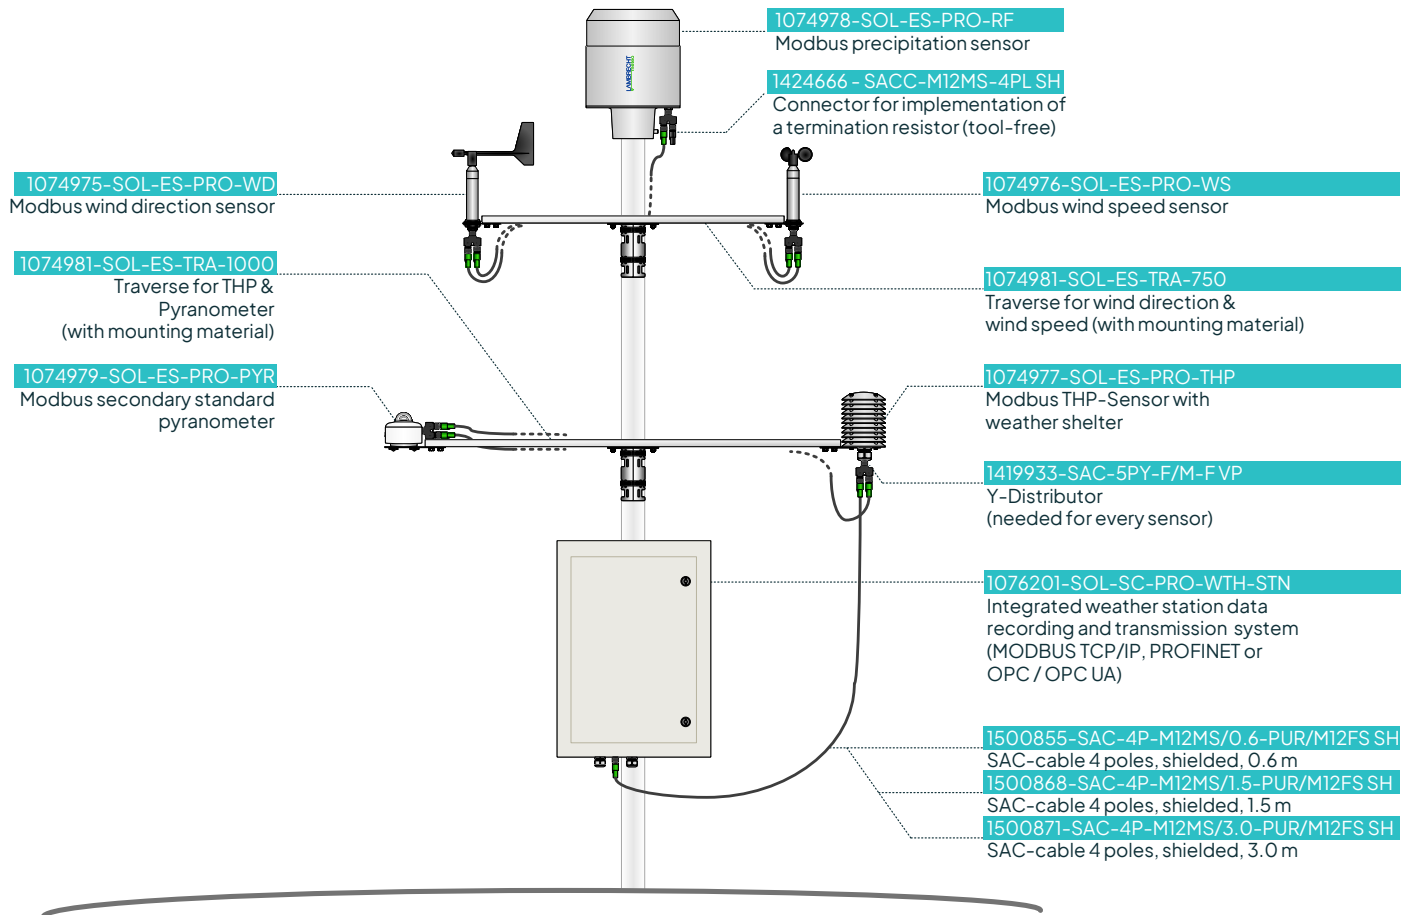 1074978-SOL-ES-PRO-RF
Modbus precipitation sensor
1424666 - SACC-M12MS-4PL SH
Connector for implementation of
a termination resistor (tool-free)
LAMBRECHT
1074975-SOL-ES-PRO-WD
Modbus wind direction sensor
1074981-SOL-ES-TRA-1000
Traverse for THP &
Pyranometer
(with mounting material)
1074979-SOL-ES-PRO-PYR
Modbus secondary standard
pyranometer
1074976-SOL-ES-PRO-WS
Modbus wind speed sensor
1074981-SOL-ES-TRA-750
Traverse for wind direction &
wind speed (with mounting material)
1074977-SOL-ES-PRO-THP
Modbus THP-Sensor with
weather shelter
1419933-SAC-5PY-F/M-F VP
Y-Distributor
(needed for every sensor)
1076201-SOL-SC-PRO-WTH-STN
Integrated weather station data
recording and transmission system
(MODBUS TCP/IP, PROFINET or
OPC / OPC UA)
1500855-SAC-4P-M12MS/0.6-PUR/M12FS SH
SAC-cable 4 poles, shielded, 0.6 m
1500868-SAC-4P-M12MS/1.5-PUR/M12FS SH
SAC-cable 4 poles, shielded, 1.5 m
1500871-SAC-4P-M12MS/3.0-PUR/M12FS SH
SAC-cable 4 poles, shielded, 3.0 m